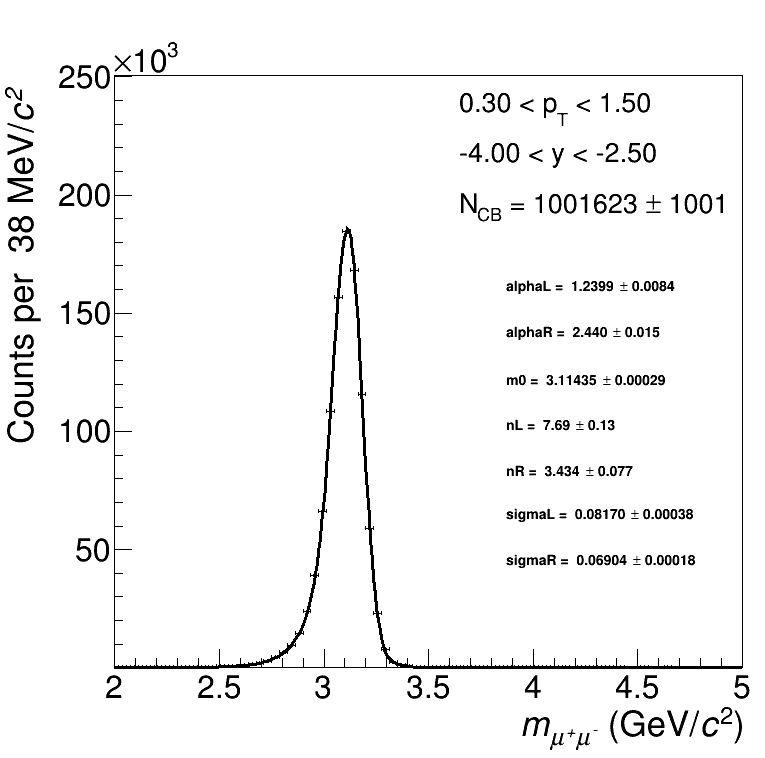 ×10³
250
200
150
100
50
Counts per 38 MeV/c²
0.30 < p_T < 1.50
-4.00 < y < -2.50
N_CB = 1001623 ± 1001
alphaL = 1.2399 ± 0.0084
alphaR = 2.440 ± 0.015
m0 = 3.11435 ± 0.00029
nL = 7.69 ± 0.13
nR = 3.434 ± 0.077
sigmaL = 0.08170 ± 0.00038
sigmaR = 0.06904 ± 0.00018
2 2.5 3 3.5 4 4.5 5
m_μ⁺μ⁻ (GeV/c²)